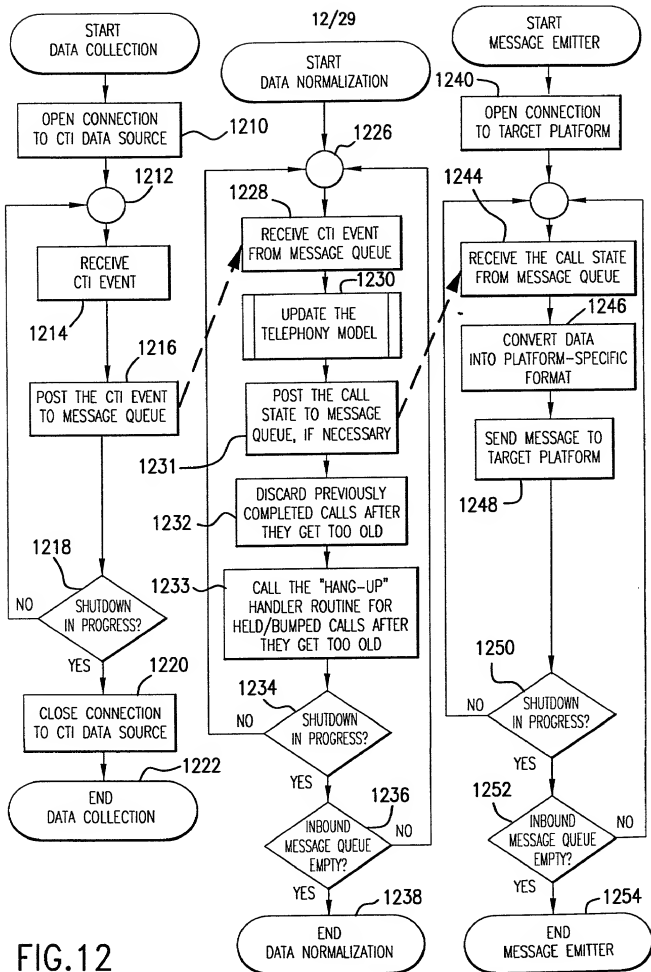 12/29
START
DATA COLLECTION
OPEN CONNECTION
TO CTI DATA SOURCE
1210
1212
RECEIVE
CTI EVENT
1214
1216
POST THE CTI EVENT
TO MESSAGE QUEUE
1218
NO
SHUTDOWN
IN PROGRESS?
YES
1220
CLOSE CONNECTION
TO CTI DATA SOURCE
1222
END
DATA COLLECTION
START
DATA NORMALIZATION
1226
1228
RECEIVE CTI EVENT
FROM MESSAGE QUEUE
1230
UPDATE THE
TELEPHONY MODEL
POST THE CALL
STATE TO MESSAGE
QUEUE, IF NECESSARY
1231
DISCARD PREVIOUSLY
COMPLETED CALLS AFTER
THEY GET TOO OLD
1232
1233
CALL THE "HANG-UP"
HANDLER ROUTINE FOR
HELD/BUMPED CALLS AFTER
THEY GET TOO OLD
1234
NO
SHUTDOWN
IN PROGRESS?
YES
1236
INBOUND
MESSAGE QUEUE
EMPTY?
NO
YES
1238
END
DATA NORMALIZATION
START
MESSAGE EMITTER
1240
OPEN CONNECTION
TO TARGET PLATFORM
1244
RECEIVE THE CALL STATE
FROM MESSAGE QUEUE
1246
CONVERT DATA
INTO PLATFORM-SPECIFIC
FORMAT
SEND MESSAGE TO
TARGET PLATFORM
1248
1250
NO
SHUTDOWN
IN PROGRESS?
YES
1252
INBOUND
MESSAGE QUEUE
EMPTY?
NO
YES
1254
END
MESSAGE EMITTER
FIG.12